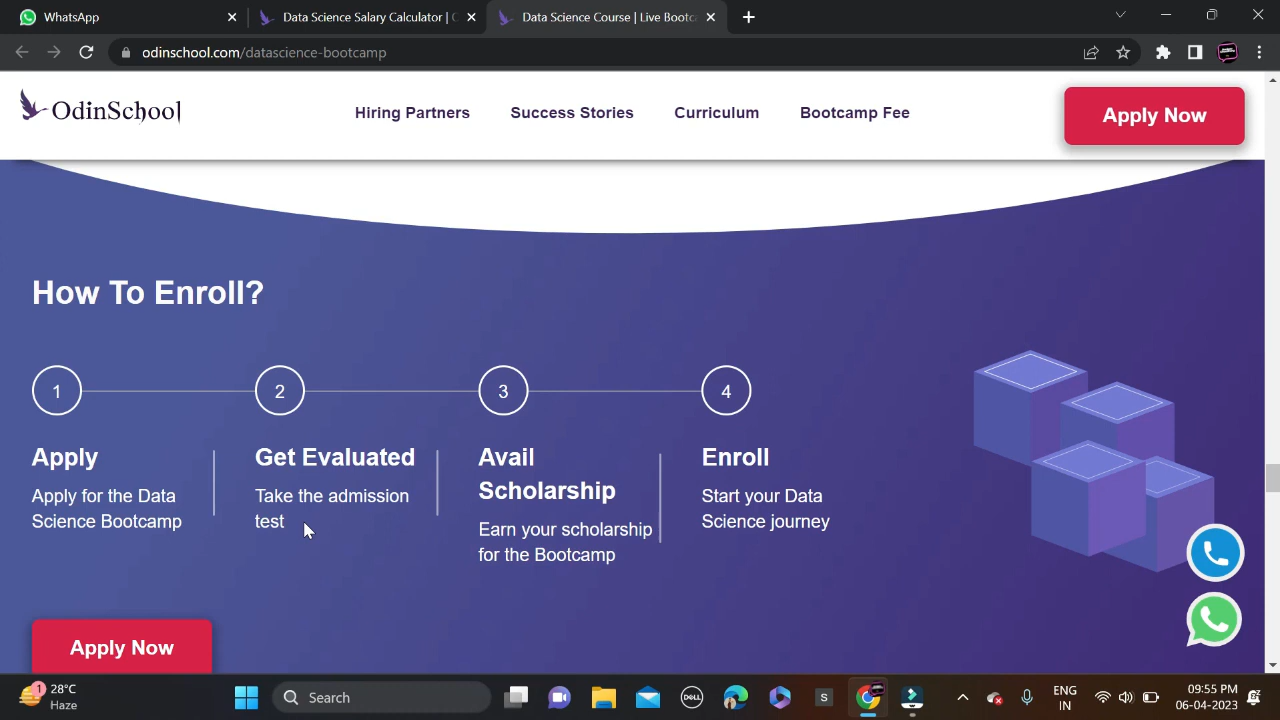 WhatsApp
Data Science Salary Calculator | C
Data Science Course | Live Bootc
odinschool.com/datascience-bootcamp
OdinSchool
Hiring Partners
Success Stories
Curriculum
Bootcamp Fee
Apply Now
How To Enroll?
1
2
3
4
Apply
Apply for the Data
Science Bootcamp
Get Evaluated
Take the admission
test
Avail
Scholarship
Earn your scholarship
for the Bootcamp
Enroll
Start your Data
Science journey
Apply Now
1
28°C
Haze
Search
DELL
S
ENG
IN
09:55 PM
06-04-2023